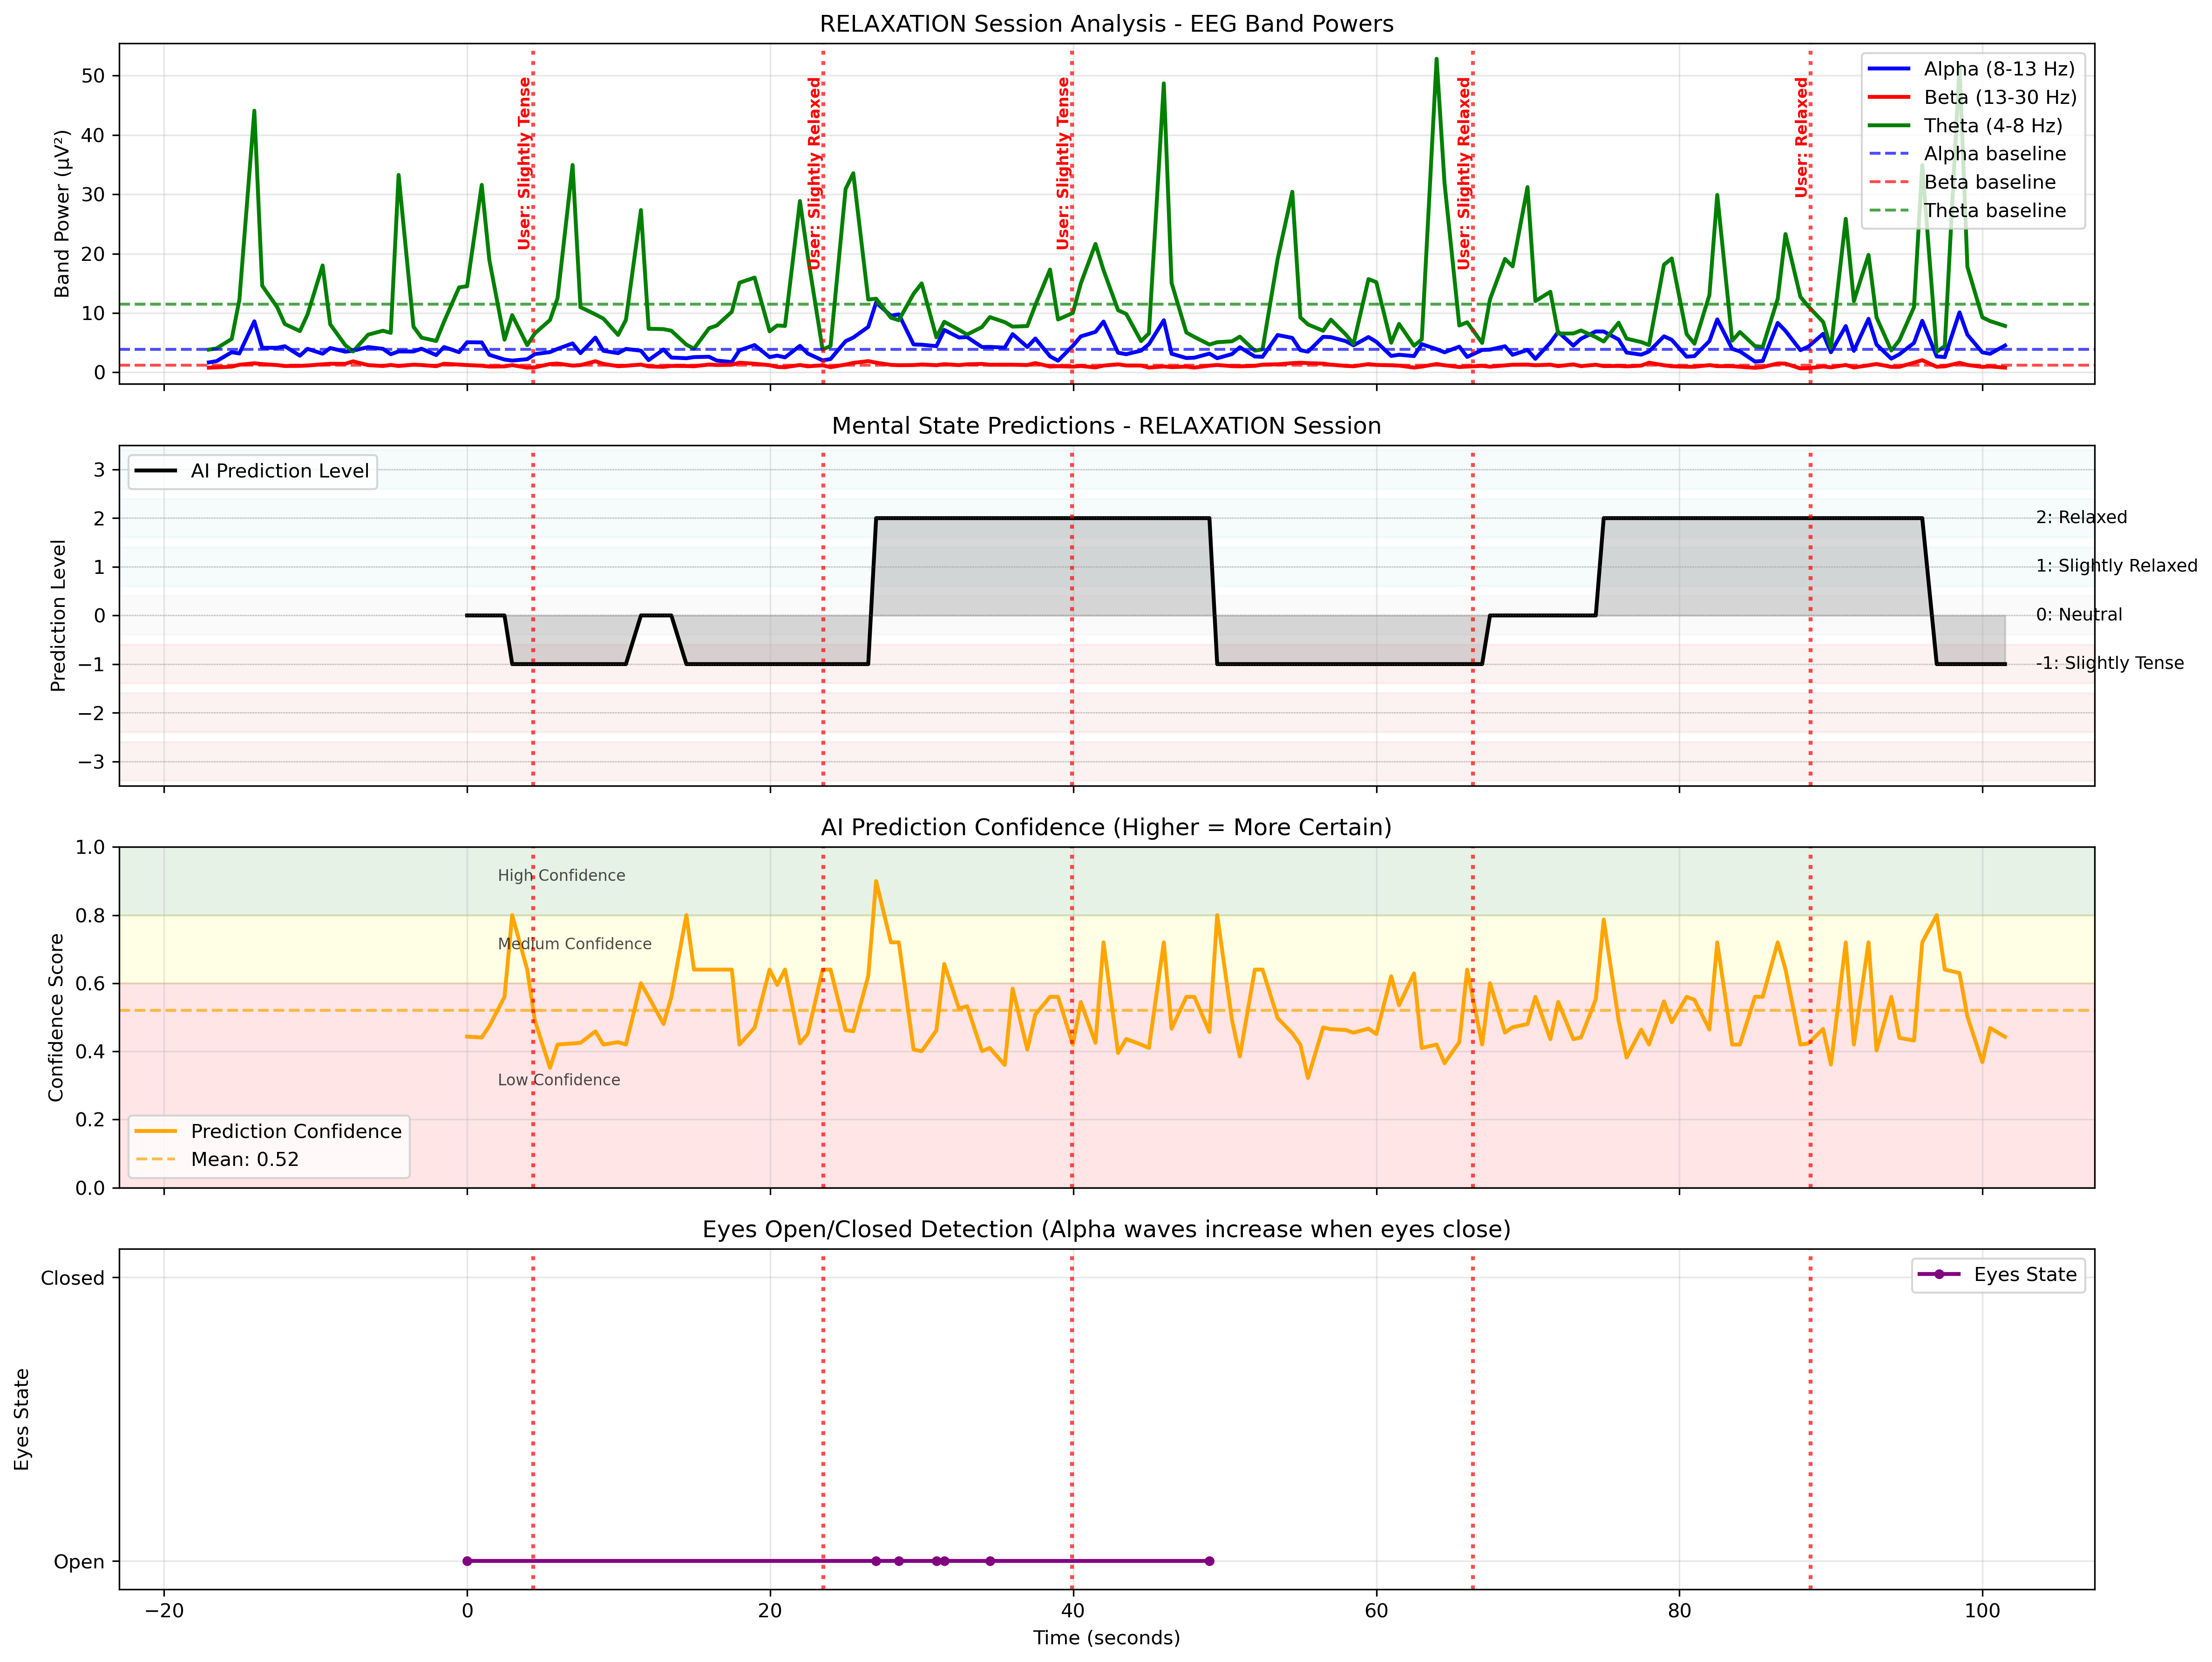 RELAXATION Session Analysis - EEG Band Powers
Band Power (µV²)
50
40
30
20
10
0
User: Slightly Tense
User: Slightly Relaxed
User: Slightly Tense
User: Slightly Relaxed
User: Relaxed
Alpha (8-13 Hz)
Beta (13-30 Hz)
Theta (4-8 Hz)
Alpha baseline
Beta baseline
Theta baseline
Mental State Predictions - RELAXATION Session
Prediction Level
3
2
1
0
−1
−2
−3
AI Prediction Level
2: Relaxed
1: Slightly Relaxed
0: Neutral
-1: Slightly Tense
AI Prediction Confidence (Higher = More Certain)
Confidence Score
1.0
0.8
0.6
0.4
0.2
0.0
High Confidence
Medium Confidence
Low Confidence
Prediction Confidence
Mean: 0.52
Eyes Open/Closed Detection (Alpha waves increase when eyes close)
Eyes State
Closed
Open
Eyes State
−20
0
20
40
60
80
100
Time (seconds)